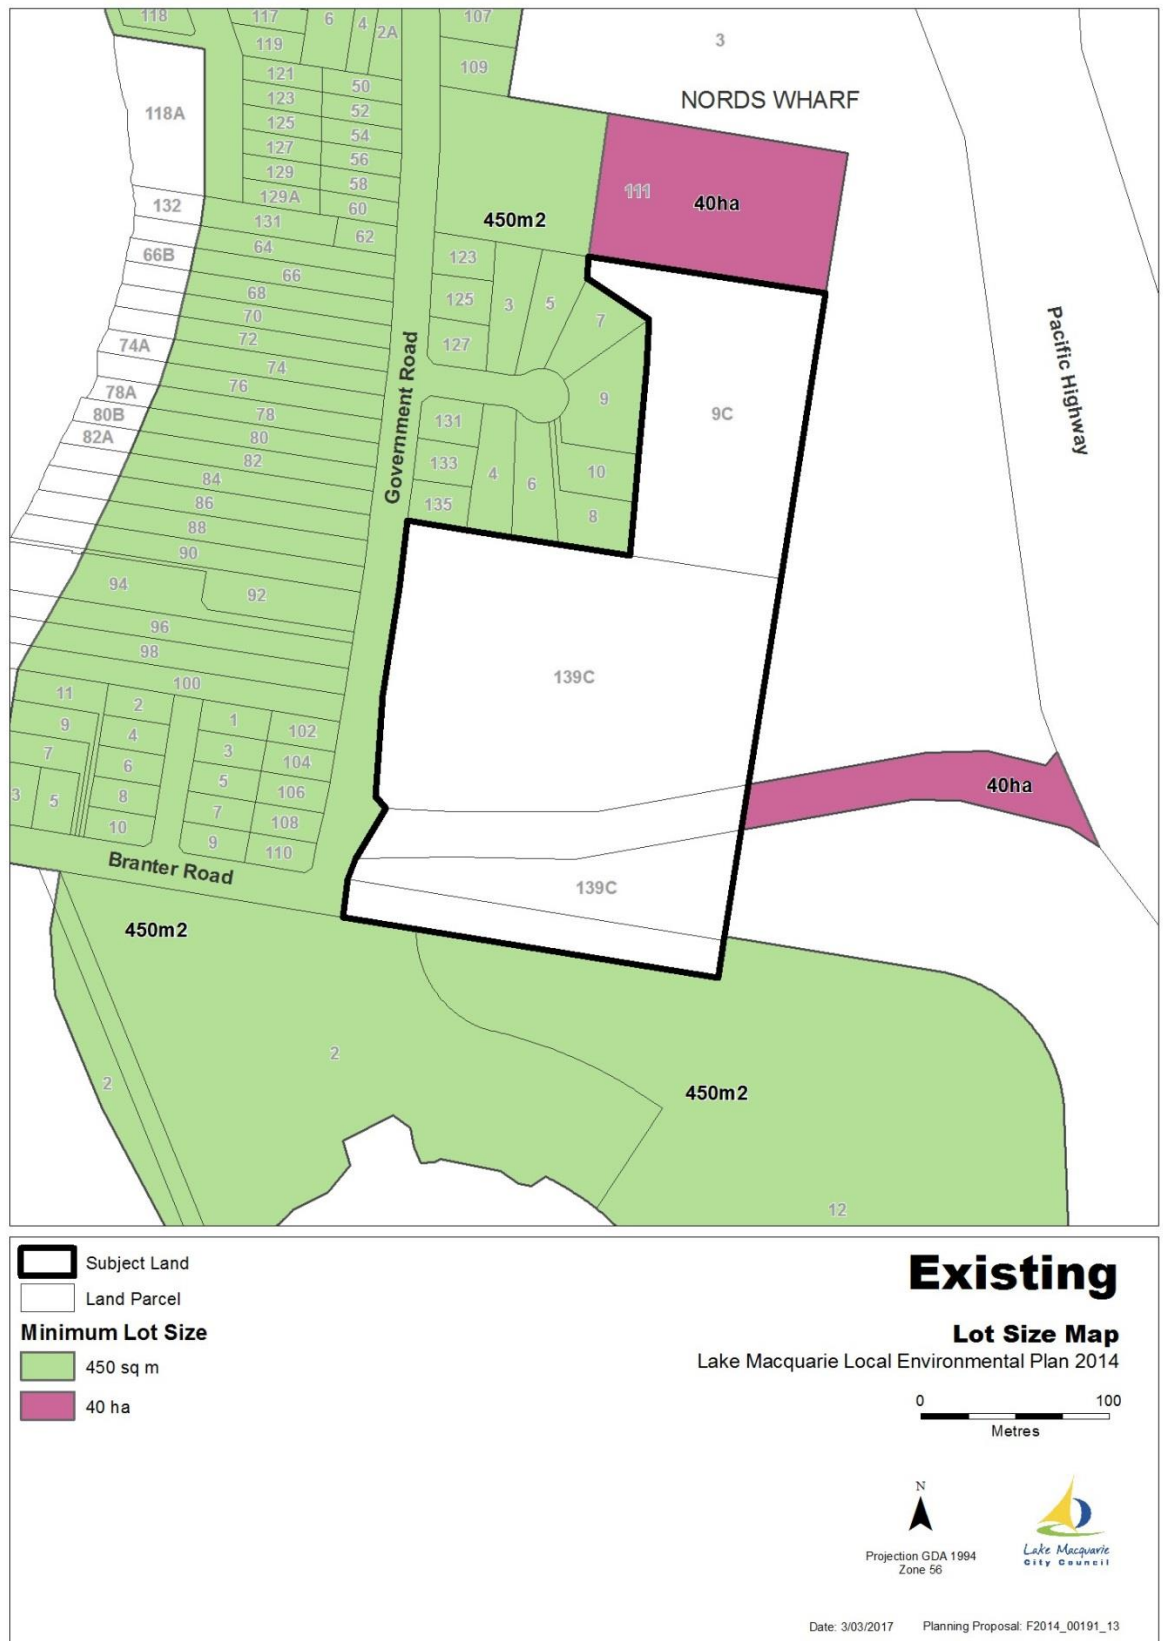 118
117
6
4
2A
107
119
3
109
121
50
NORDS WHARF
123
52
118A
125
54
127
56
129
58
111
40ha
129A
60
132
131
62
450m2
64
123
66B
66
68
125
3
5
7
70
72
127
74A
74
76
78A
78
9
80B
80
131
9C
82A
82
133
4
10
84
6
86
135
8
88
90
94
92
96
98
139C
100
11
2
1
102
9
4
3
104
7
6
5
106
40ha
3
5
8
7
108
10
9
110
Government Road
Pacific Highway
Branter Road
139C
450m2
2
2
450m2
12
Subject Land
Land Parcel
Minimum Lot Size
450 sq m
40 ha
Existing
Lot Size Map
Lake Macquarie Local Environmental Plan 2014
0 100
Metres
N
Projection GDA 1994
Zone 56
Lake Macquarie
City Council
Date: 3/03/2017 Planning Proposal: F2014_00191_13